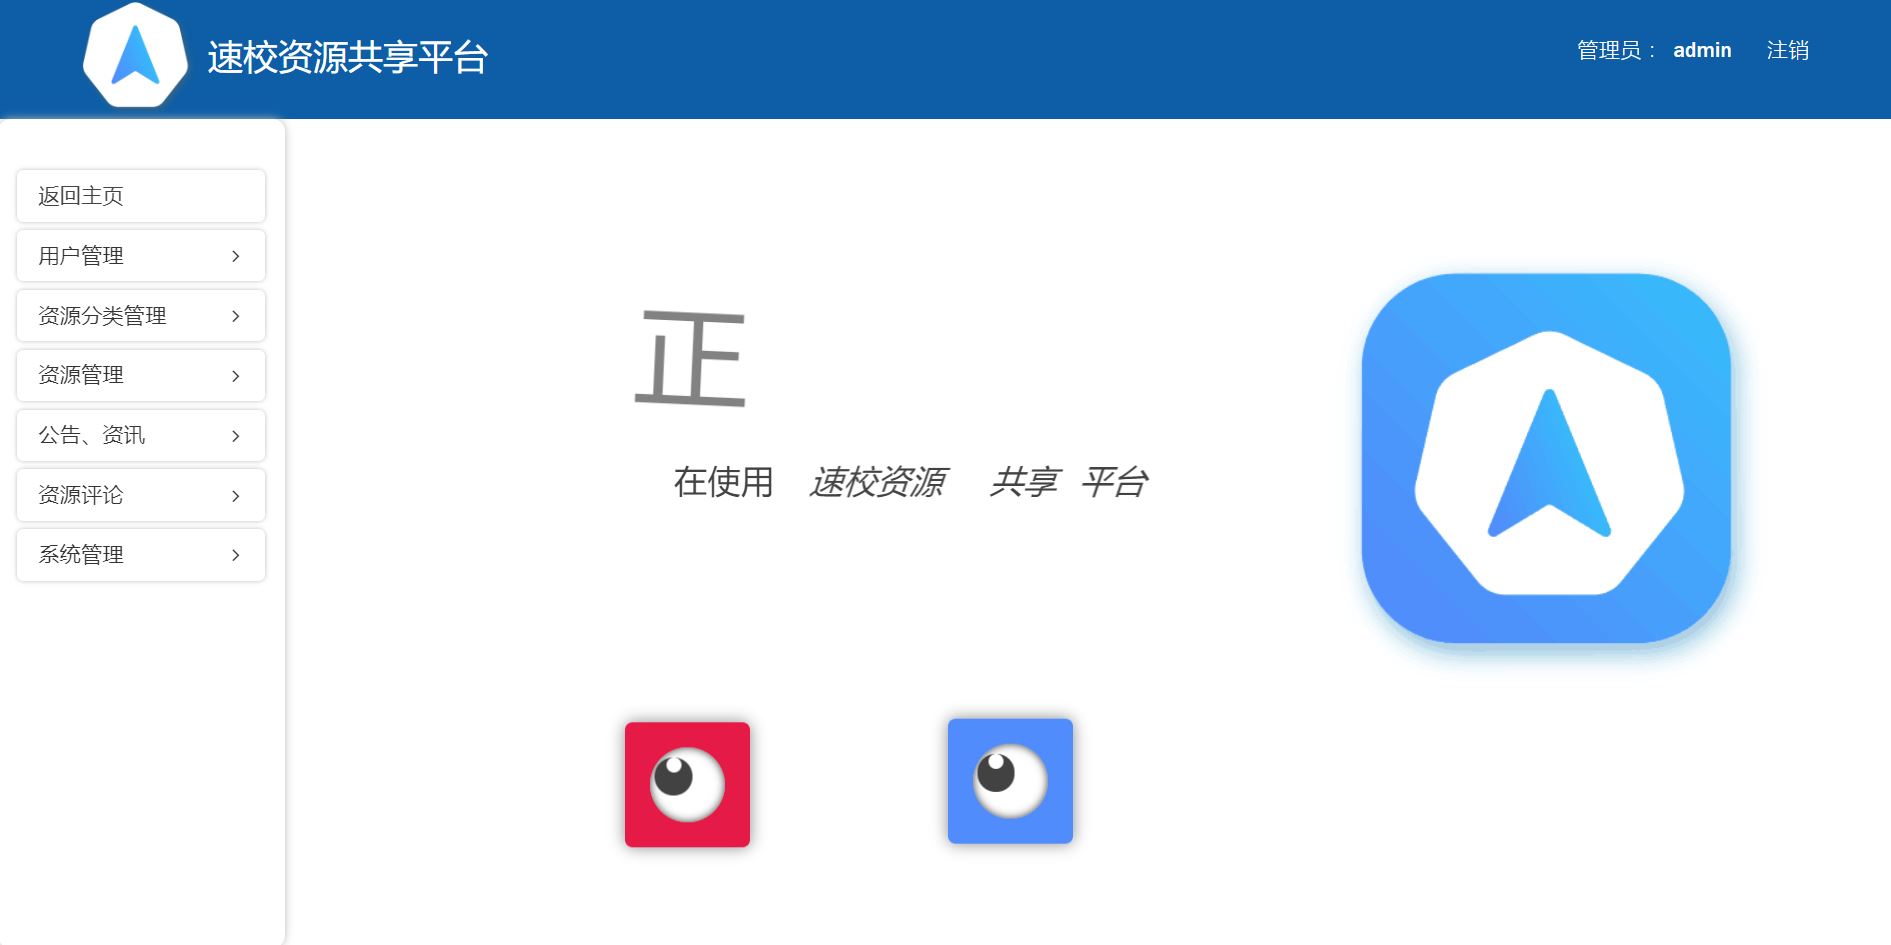 速校资源共享平台
管理员： admin 注销
返回主页
用户管理
资源分类管理
资源管理
公告、资讯
资源评论
系统管理
正
在使用 速校资源 共享 平台